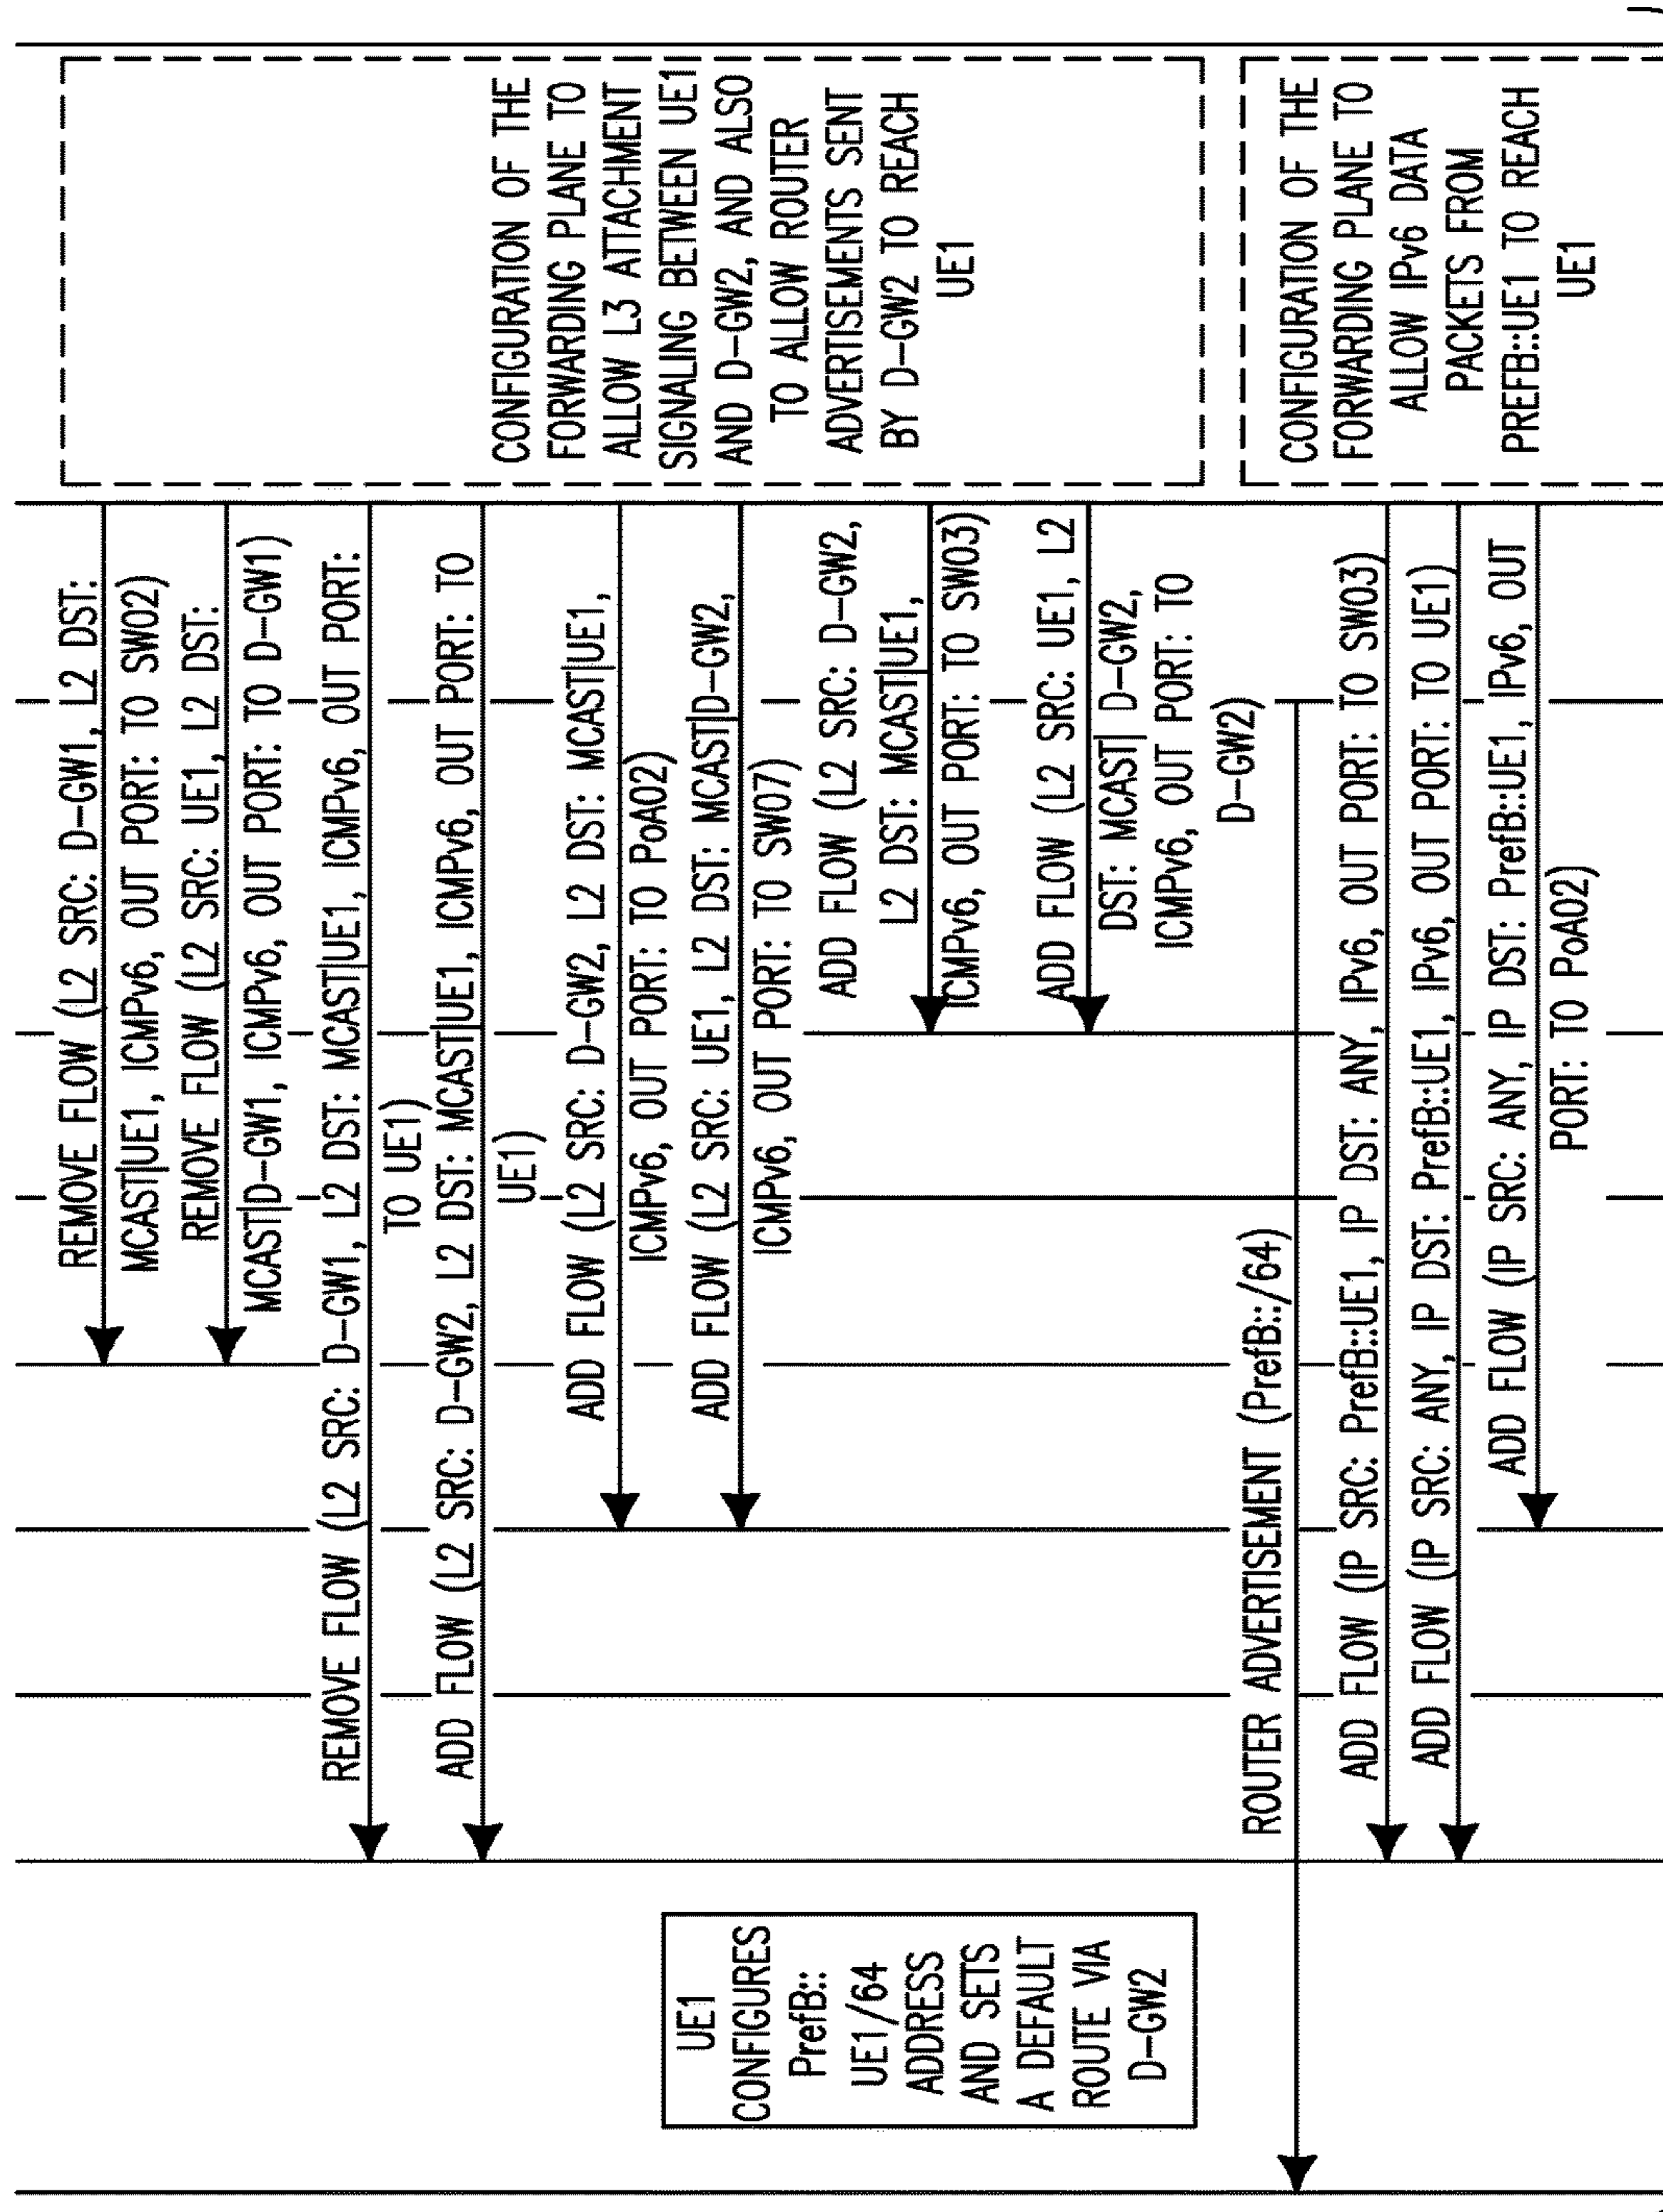 REMOVE FLOW (L2 SRC: D-GW1, L2 DST:
MCAST|UE1, ICMPv6, OUT PORT: TO SW02)
REMOVE FLOW (L2 SRC: UE1, L2 DST:
MCAST|D-GW1, ICMPv6, OUT PORT: TO D-GW1)
REMOVE FLOW (L2 SRC: D-GW1, L2 DST: MCAST|UE1, ICMPv6, OUT PORT:
TO UE1)
ADD FLOW (L2 SRC: D-GW2, L2 DST: MCAST|UE1, ICMPv6, OUT PORT: TO
UE1)
ADD FLOW (L2 SRC: D-GW2, L2 DST: MCAST|UE1,
ICMPv6, OUT PORT: TO PoA02)
ADD FLOW (L2 SRC: UE1, L2 DST: MCAST|D-GW2,
ICMPv6, OUT PORT: TO SW07)
ADD FLOW (L2 SRC: D-GW2,
L2 DST: MCAST|UE1,
ICMPv6, OUT PORT: TO SW03)
ADD FLOW (L2 SRC: UE1, L2
DST: MCAST| D-GW2,
ICMPv6, OUT PORT: TO
D-GW2)
CONFIGURATION OF THE
FORWARDING PLANE TO
ALLOW L3 ATTACHMENT
SIGNALING BETWEEN UE1
AND D-GW2, AND ALSO
TO ALLOW ROUTER
ADVERTISEMENTS SENT
BY D-GW2 TO REACH
UE1
UE1
CONFIGURES
PrefB::
UE1/64
ADDRESS
AND SETS
A DEFAULT
ROUTE VIA
D-GW2
ROUTER ADVERTISEMENT (PrefB::/64)
ADD FLOW (IP SRC: PrefB::UE1, IP DST: ANY, IPv6, OUT PORT: TO SW03)
ADD FLOW (IP SRC: ANY, IP DST: PrefB::UE1, IPv6, OUT PORT: TO UE1)
ADD FLOW (IP SRC: ANY, IP DST: PrefB::UE1, IPv6, OUT
PORT: TO PoA02)
CONFIGURATION OF THE
FORWARDING PLANE TO
ALLOW IPv6 DATA
PACKETS FROM
PREFB::UE1 TO REACH
UE1